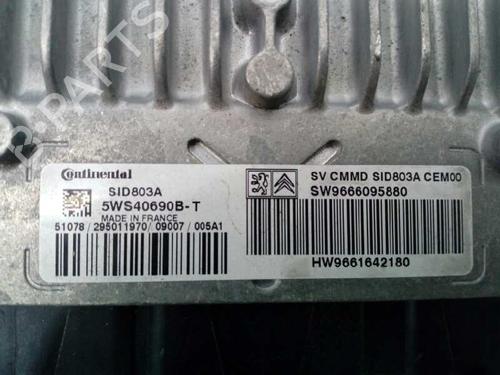 B-PARTS
Continental
SID803A
5WS40690B-T
MADE IN FRANCE
51078 / 295011970 / 09007 / 005A1
SV CMMD SID803A CEM00
SW9666095880
HW9661642180